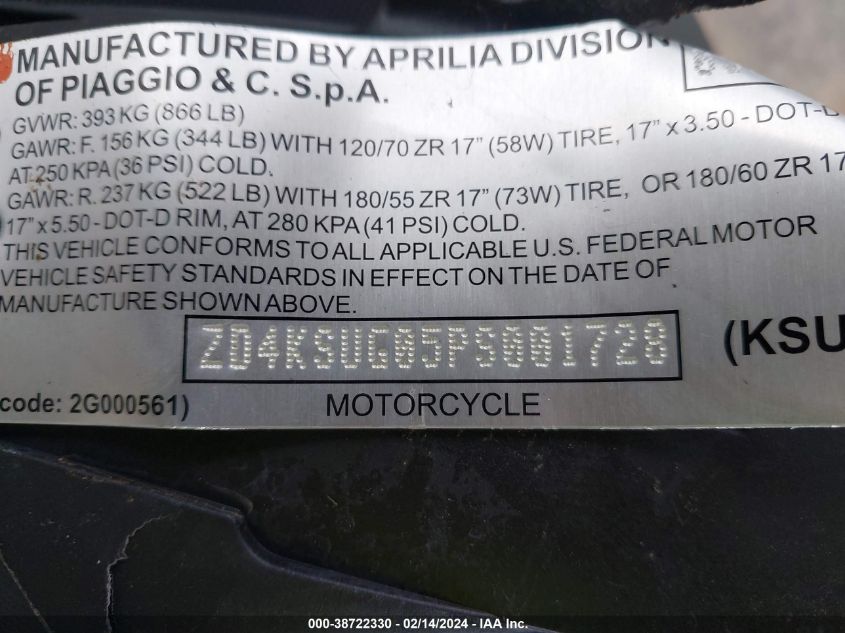 MANUFACTURED BY APRILIA DIVISION
OF PIAGGIO & C. S.p.A.
GVWR: 393 KG (866 LB)
GAWR: F. 156 KG (344 LB) WITH 120/70 ZR 17" (58W) TIRE, 17" x 3.50 - DOT-D
AT 250 KPA (36 PSI) COLD.
GAWR: R. 237 KG (522 LB) WITH 180/55 ZR 17" (73W) TIRE, OR 180/60 ZR 17
17" x 5.50 - DOT-D RIM, AT 280 KPA (41 PSI) COLD.
THIS VEHICLE CONFORMS TO ALL APPLICABLE U.S. FEDERAL MOTOR
VEHICLE SAFETY STANDARDS IN EFFECT ON THE DATE OF
MANUFACTURE SHOWN ABOVE.
ZD4KSUG05PS001728 (KSU
code: 2G000561) MOTORCYCLE
000-38722330 - 02/14/2024 - IAA Inc.